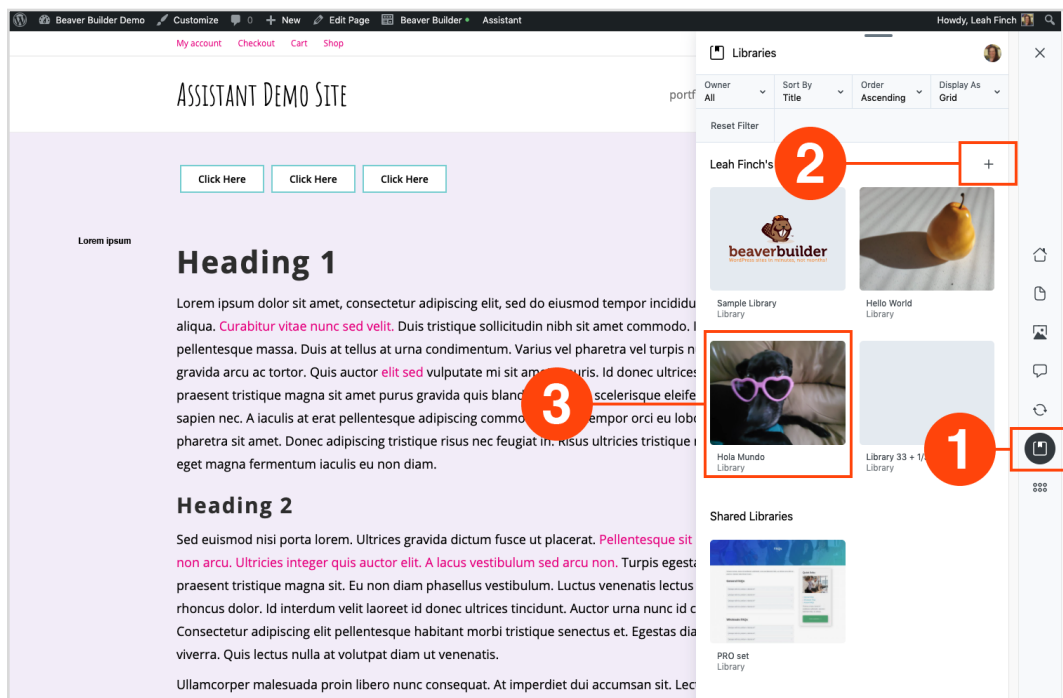 Beaver Builder Demo Customize 0 + New Edit Page Beaver Builder Assistant Howdy, Leah Finch
My account Checkout Cart Shop
Assistant Demo Site
portf
Click Here Click Here Click Here
Lorem ipsum
Heading 1
Lorem ipsum dolor sit amet, consectetur adipiscing elit, sed do eiusmod tempor incididu
aliqua. Curabitur vitae nunc sed velit. Duis tristique sollicitudin nibh sit amet commodo. I
pellentesque massa. Duis at tellus at urna condimentum. Varius vel pharetra vel turpis n
gravida arcu ac tortor. Quis auctor elit sed vulputate mi sit am uris. Id donec ultrices
praesent tristique magna sit amet purus gravida quis bland scelerisque eleife
sapien nec. A iaculis at erat pellentesque adipiscing commo empor orci eu lobo
pharetra sit amet. Donec adipiscing tristique risus nec feugiat in. Risus ultricies tristique
eget magna fermentum iaculis eu non diam.
Heading 2
Sed euismod nisi porta lorem. Ultrices gravida dictum fusce ut placerat. Pellentesque sit
non arcu. Ultricies integer quis auctor elit. A lacus vestibulum sed arcu non. Turpis egesta
praesent tristique magna sit. Eu non diam phasellus vestibulum. Luctus venenatis lectus
rhoncus dolor. Id interdum velit laoreet id donec ultrices tincidunt. Auctor urna nunc id c
Consectetur adipiscing elit pellentesque habitant morbi tristique senectus et. Egestas dia
viverra. Quis lectus nulla at volutpat diam ut venenatis.
Ullamcorper malesuada proin libero nunc consequat. At imperdiet dui accumsan sit. Lec
Libraries
Owner Sort By Order Display As
All Title Ascending Grid
Reset Filter
Leah Finch's
2
+
beaverbuilder
Sample Library Hello World
Library Library
3
Hola Mundo Library 33 + 1/
Library Library
1
Shared Libraries
PRO set
Library